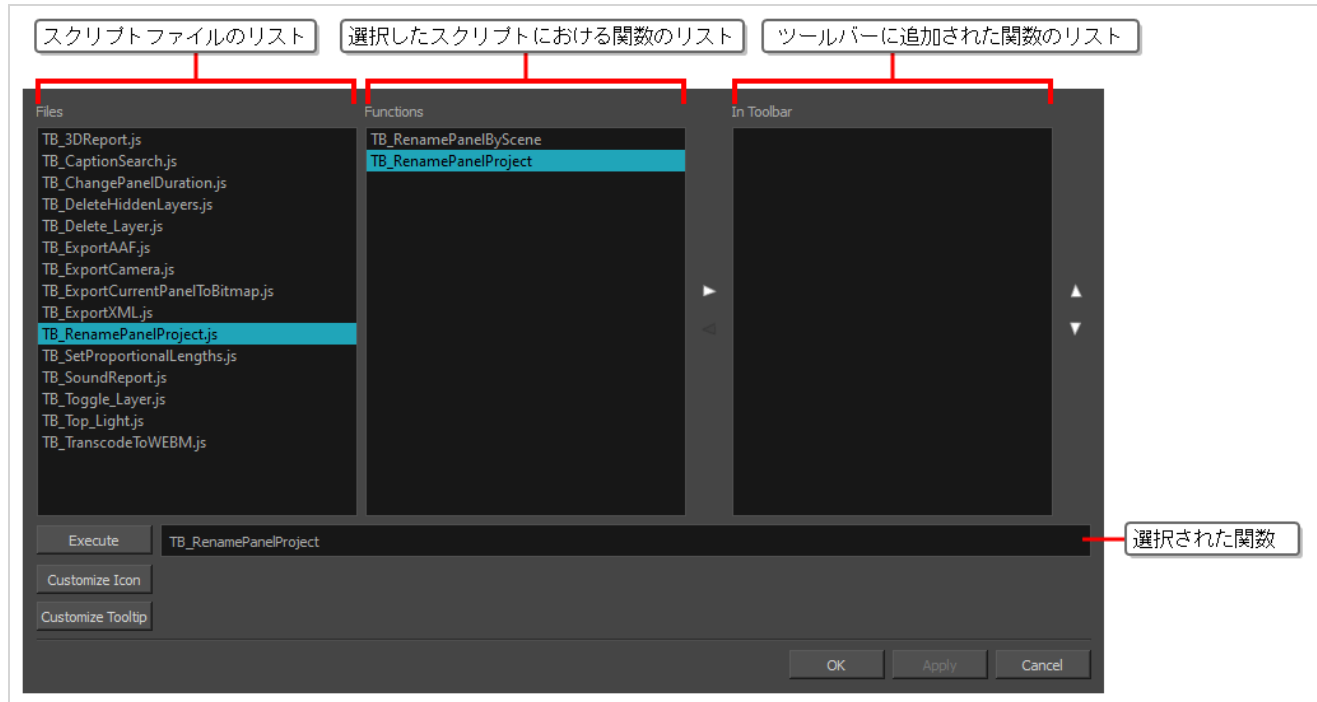 スクリプトファイルのリスト
選択したスクリプトにおける関数のリスト
ツールバーに追加された関数のリスト
Files
Functions
In Toolbar
TB_3DReport.js
TB_CaptionSearch.js
TB_ChangePanelDuration.js
TB_DeleteHiddenLayers.js
TB_Delete_Layer.js
TB_ExportAAF.js
TB_ExportCamera.js
TB_ExportCurrentPanelToBitmap.js
TB_ExportXML.js
TB_RenamePanelProject.js
TB_SetProportionalLengths.js
TB_SoundReport.js
TB_Toggle_Layer.js
TB_Top_Light.js
TB_TranscodeToWEBM.js
TB_RenamePanelByScene
TB_RenamePanelProject
Execute
TB_RenamePanelProject
選択された関数
Customize Icon
Customize Tooltip
OK
Apply
Cancel